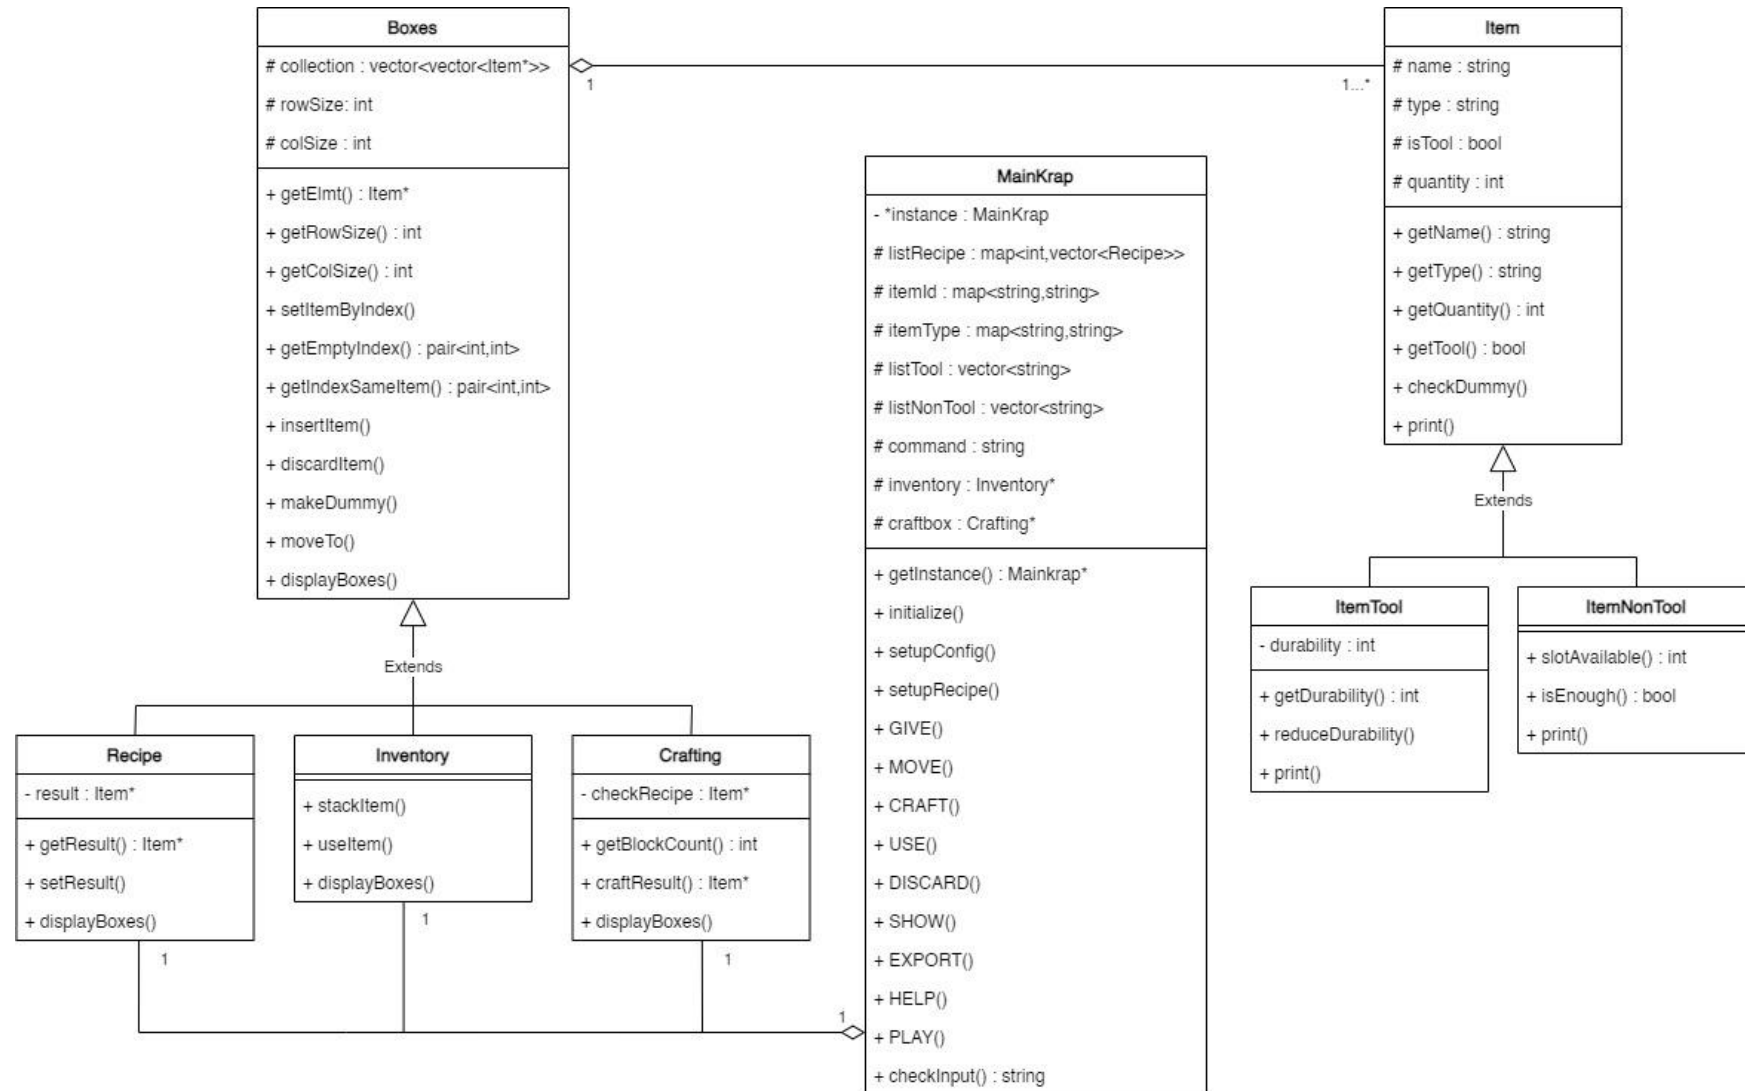 Boxes
# collection : vector<vector<Item*>>
# rowSize: int
# colSize : int
+ getElmt() : Item*
+ getRowSize() : int
+ getColSize() : int
+ setItemByIndex()
+ getEmptyIndex() : pair<int,int>
+ getIndexSameItem() : pair<int,int>
+ insertItem()
+ discardItem()
+ makeDummy()
+ moveTo()
+ displayBoxes()
1
1...*
Item
# name : string
# type : string
# isTool : bool
# quantity : int
+ getName() : string
+ getType() : string
+ getQuantity() : int
+ getTool() : bool
+ checkDummy()
+ print()
MainKrap
- *instance : MainKrap
# listRecipe : map<int,vector<Recipe>>
# itemId : map<string,string>
# itemType : map<string,string>
# listTool : vector<string>
# listNonTool : vector<string>
# command : string
# inventory : Inventory*
# craftbox : Crafting*
+ getInstance() : Mainkrap*
+ initialize()
+ setupConfig()
+ setupRecipe()
+ GIVE()
+ MOVE()
+ CRAFT()
+ USE()
+ DISCARD()
+ SHOW()
+ EXPORT()
+ HELP()
+ PLAY()
+ checkInput() : string
Extends
Extends
ItemTool
- durability : int
+ getDurability() : int
+ reduceDurability()
+ print()
ItemNonTool
+ slotAvailable() : int
+ isEnough() : bool
+ print()
Recipe
- result : Item*
+ getResult() : Item*
+ setResult()
+ displayBoxes()
1
Inventory
+ stackItem()
+ useItem()
+ displayBoxes()
1
Crafting
- checkRecipe : Item*
+ getBlockCount() : int
+ craftResult() : Item*
+ displayBoxes()
1
1